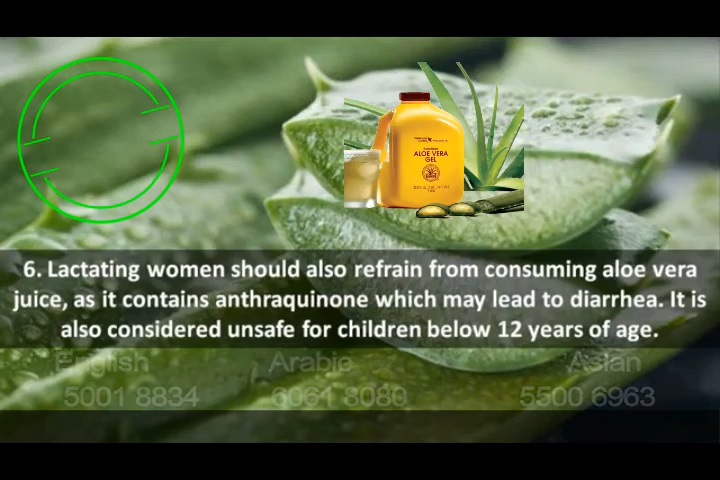 ALOE VERA
GEL
6. Lactating women should also refrain from consuming aloe vera
juice, as it contains anthraquinone which may lead to diarrhea. It is
also considered unsafe for children below 12 years of age.
English Arabic Asian
5001 8834 6061 8080 5500 6963